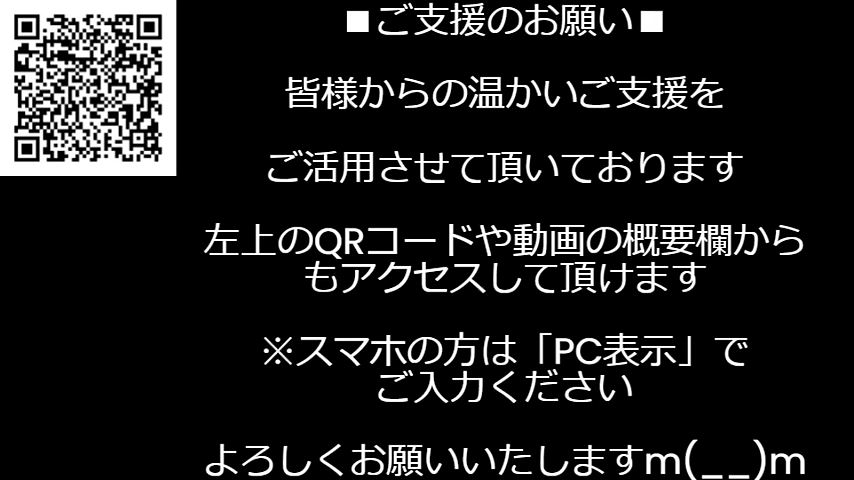 ■ご支援のお願い■
皆様からの温かいご支援を
ご活用させて頂いております
左上のQRコードや動画の概要欄から
もアクセスして頂けます
※スマホの方は「PC表示」で
ご入力ください
よろしくお願いいたしますm(__)m